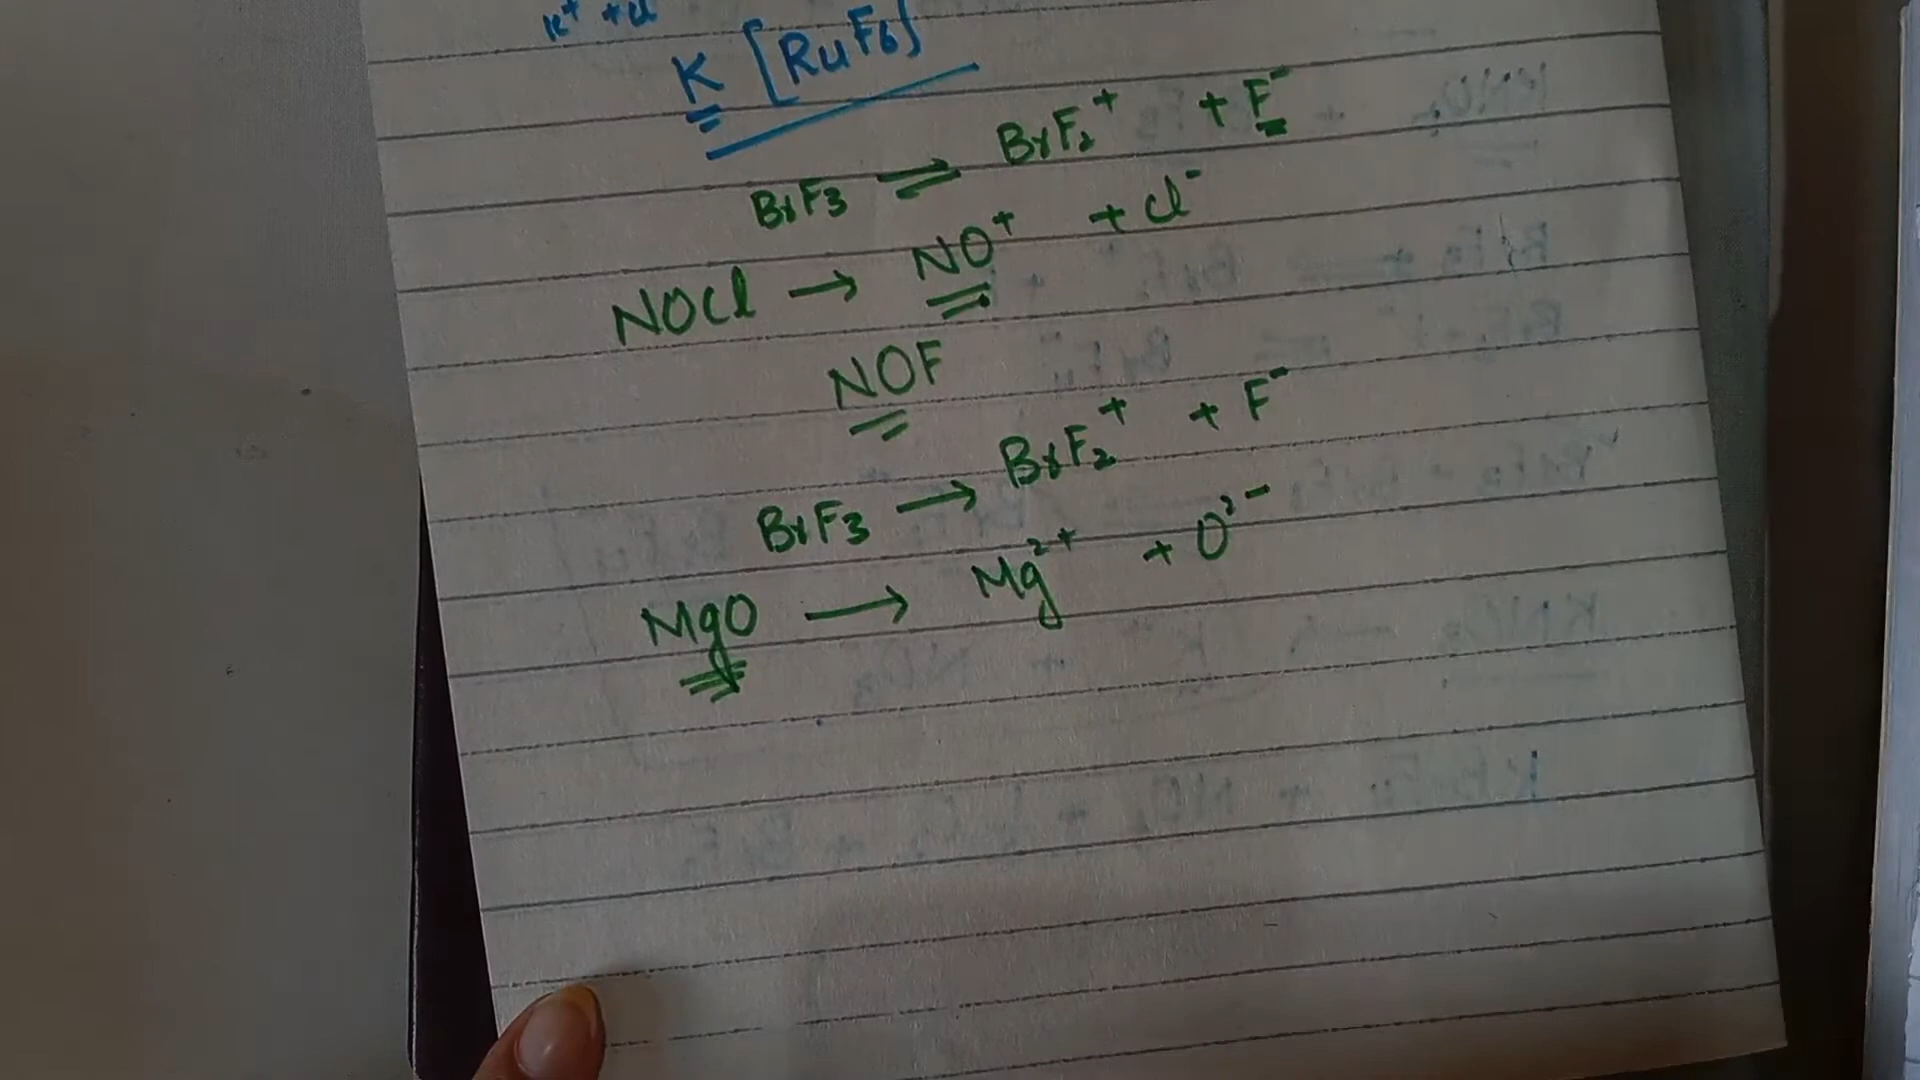 K⁺ + Cl
K [RuF6]
BrF3 ⇌ BrF2⁺ + F⁻
NOCl → NO⁺ + Cl⁻
NOF
BrF3 → BrF2⁺ + F⁻
MgO → Mg²⁺ + O²⁻